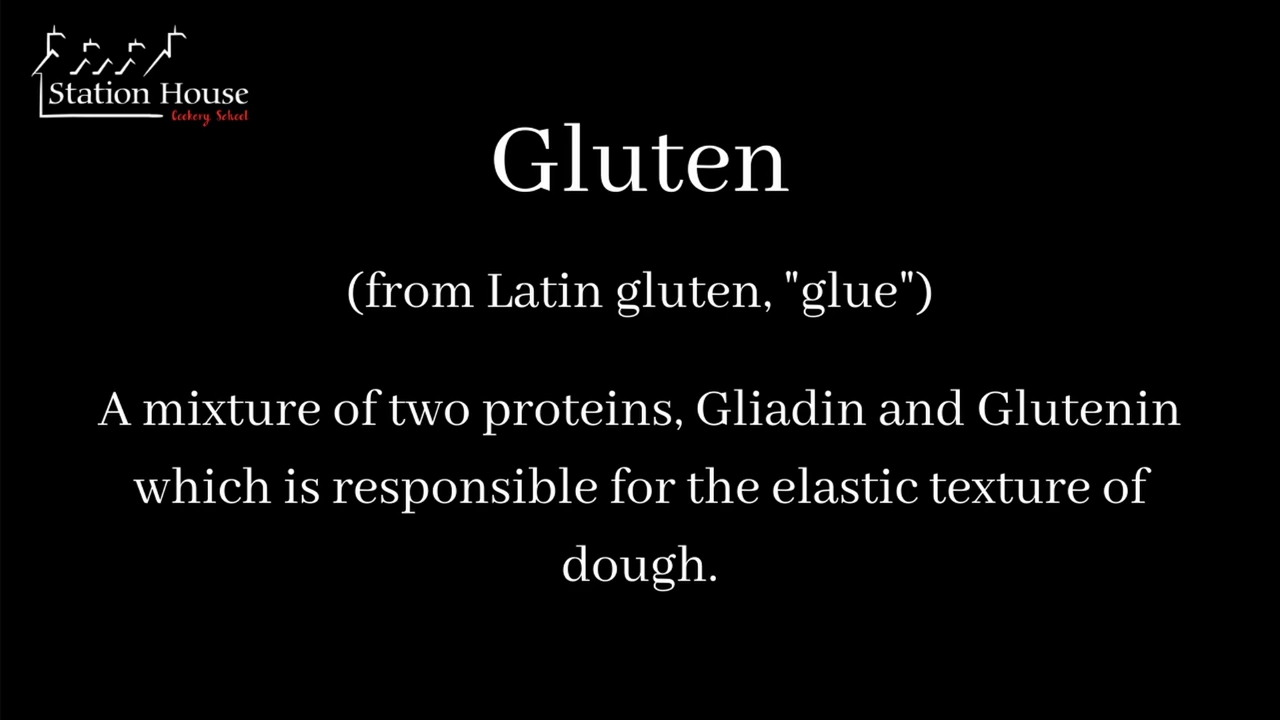 Station House
Cookery School
Gluten
(from Latin gluten, "glue")
A mixture of two proteins, Gliadin and Glutenin
which is responsible for the elastic texture of
dough.